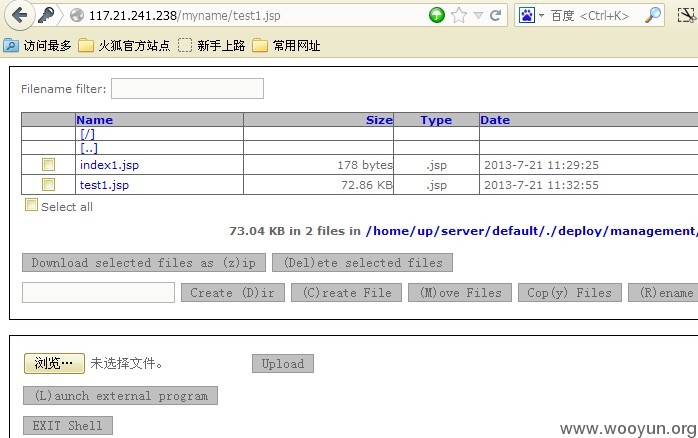 117.21.241.238/myname/test1.jsp 百度 <Ctrl+K>
访问最多 火狐官方站点 新手上路 常用网址
Filename filter:
Name Size Type Date
[/]
[..]
index1.jsp 178 bytes .jsp 2013-7-21 11:29:25
test1.jsp 72.86 KB .jsp 2013-7-21 11:32:55
Select all
73.04 KB in 2 files in /home/up/server/default/./deploy/management/
Download selected files as (z)ip (Del)ete selected files
Create (D)ir (C)reate File (M)ove Files Cop(y) Files (R)ename
浏览… 未选择文件。 Upload
(L)aunch external program
EXIT Shell
www.wooyun.org